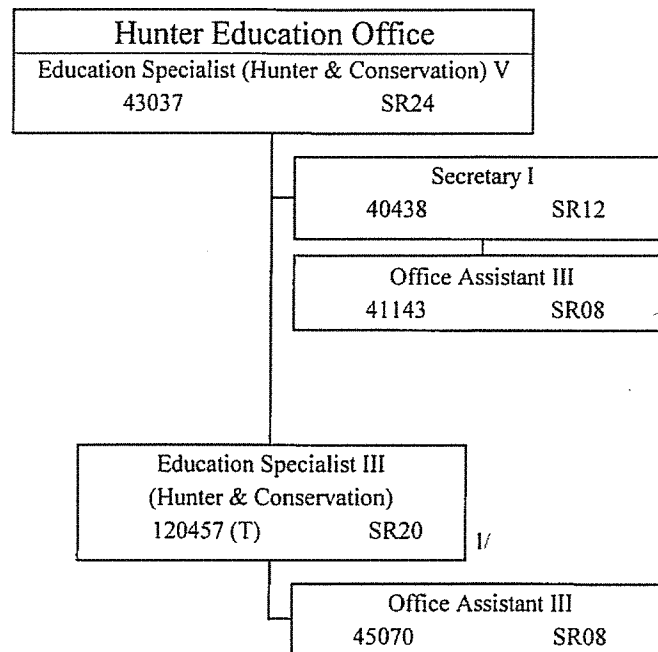 Hunter Education Office
Education Specialist (Hunter & Conservation) V
43037 SR24
Secretary I
40438 SR12
Office Assistant III
41143 SR08
Education Specialist III
(Hunter & Conservation)
120457 (T) SR20
1/
Office Assistant III
45070 SR08